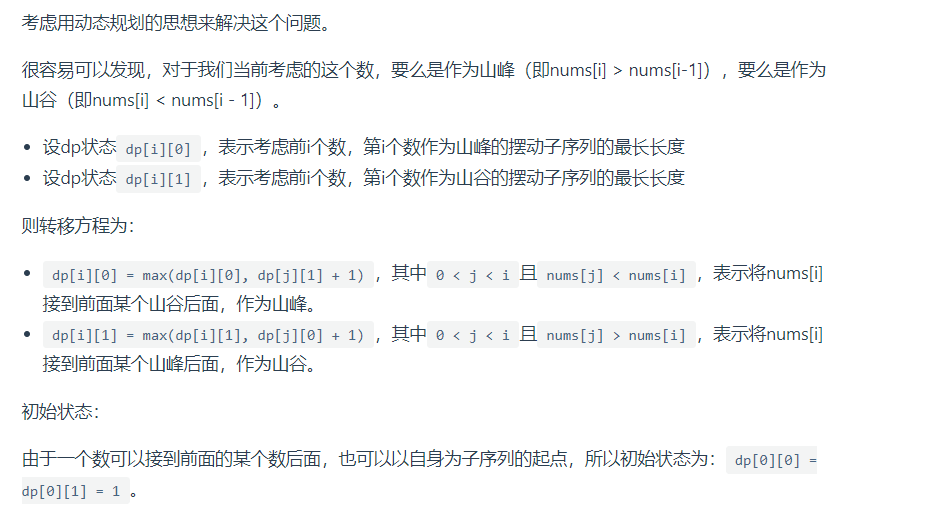 考虑用动态规划的思想来解决这个问题。
很容易可以发现，对于我们当前考虑的这个数，要么是作为山峰（即nums[i] > nums[i-1]），要么是作为
山谷（即nums[i] < nums[i - 1]）。
• 设dp状态 dp[i][0] ，表示考虑前i个数，第i个数作为山峰的摆动子序列的最长长度
• 设dp状态 dp[i][1] ，表示考虑前i个数，第i个数作为山谷的摆动子序列的最长长度
则转移方程为：
• dp[i][0] = max(dp[i][0], dp[j][1] + 1) ，其中 0 < j < i 且 nums[j] < nums[i] ，表示将nums[i]
接到前面某个山谷后面，作为山峰。
• dp[i][1] = max(dp[i][1], dp[j][0] + 1) ，其中 0 < j < i 且 nums[j] > nums[i] ，表示将nums[i]
接到前面某个山峰后面，作为山谷。
初始状态：
由于一个数可以接到前面的某个数后面，也可以以自身为子序列的起点，所以初始状态为： dp[0][0] =
dp[0][1] = 1 。